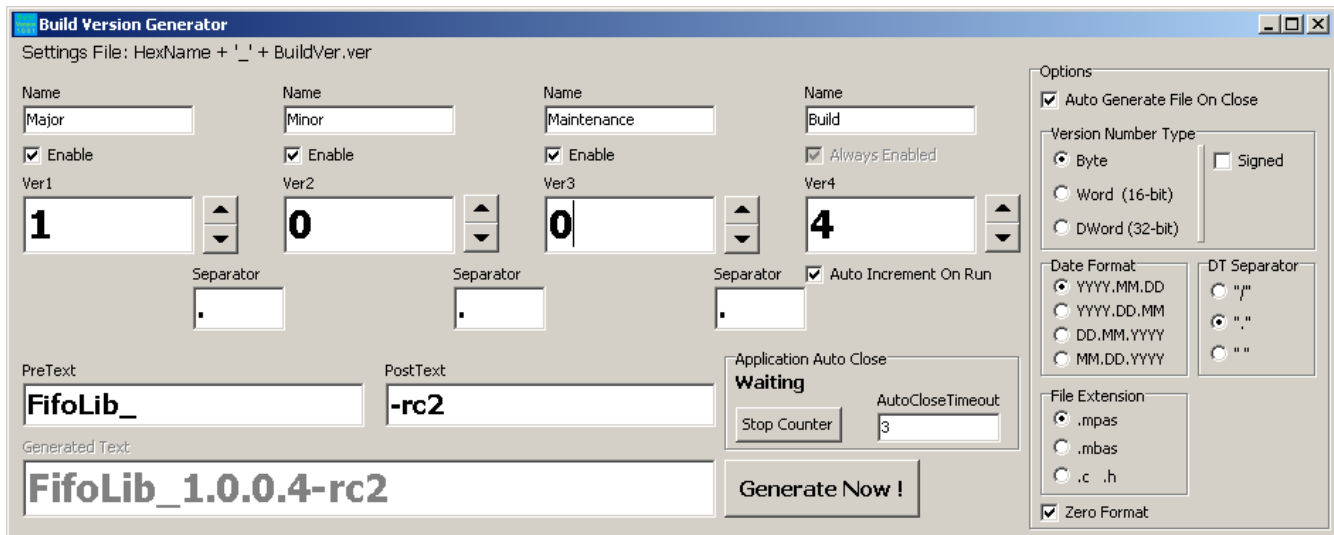 Build Version Generator
Settings File: HexName + '_' + BuildVer.ver
Name Name Name Name
Major Minor Maintenance Build
Enable Enable Enable Always Enabled
Ver1 Ver2 Ver3 Ver4
1 0 0 4
Separator Separator Separator Auto Increment On Run
. . .
PreText PostText
FifoLib_ -rc2
Generated Text
FifoLib_1.0.0.4-rc2
Application Auto Close
Waiting
AutoCloseTimeout
Stop Counter 3
Generate Now !
Options
Auto Generate File On Close
Version Number Type
Byte Signed
Word (16-bit)
DWord (32-bit)
Date Format DT Separator
YYYY.MM.DD "/"
YYYY.DD.MM "."
DD.MM.YYYY " "
MM.DD.YYYY
File Extension
.mpas
.mbas
.c .h
Zero Format